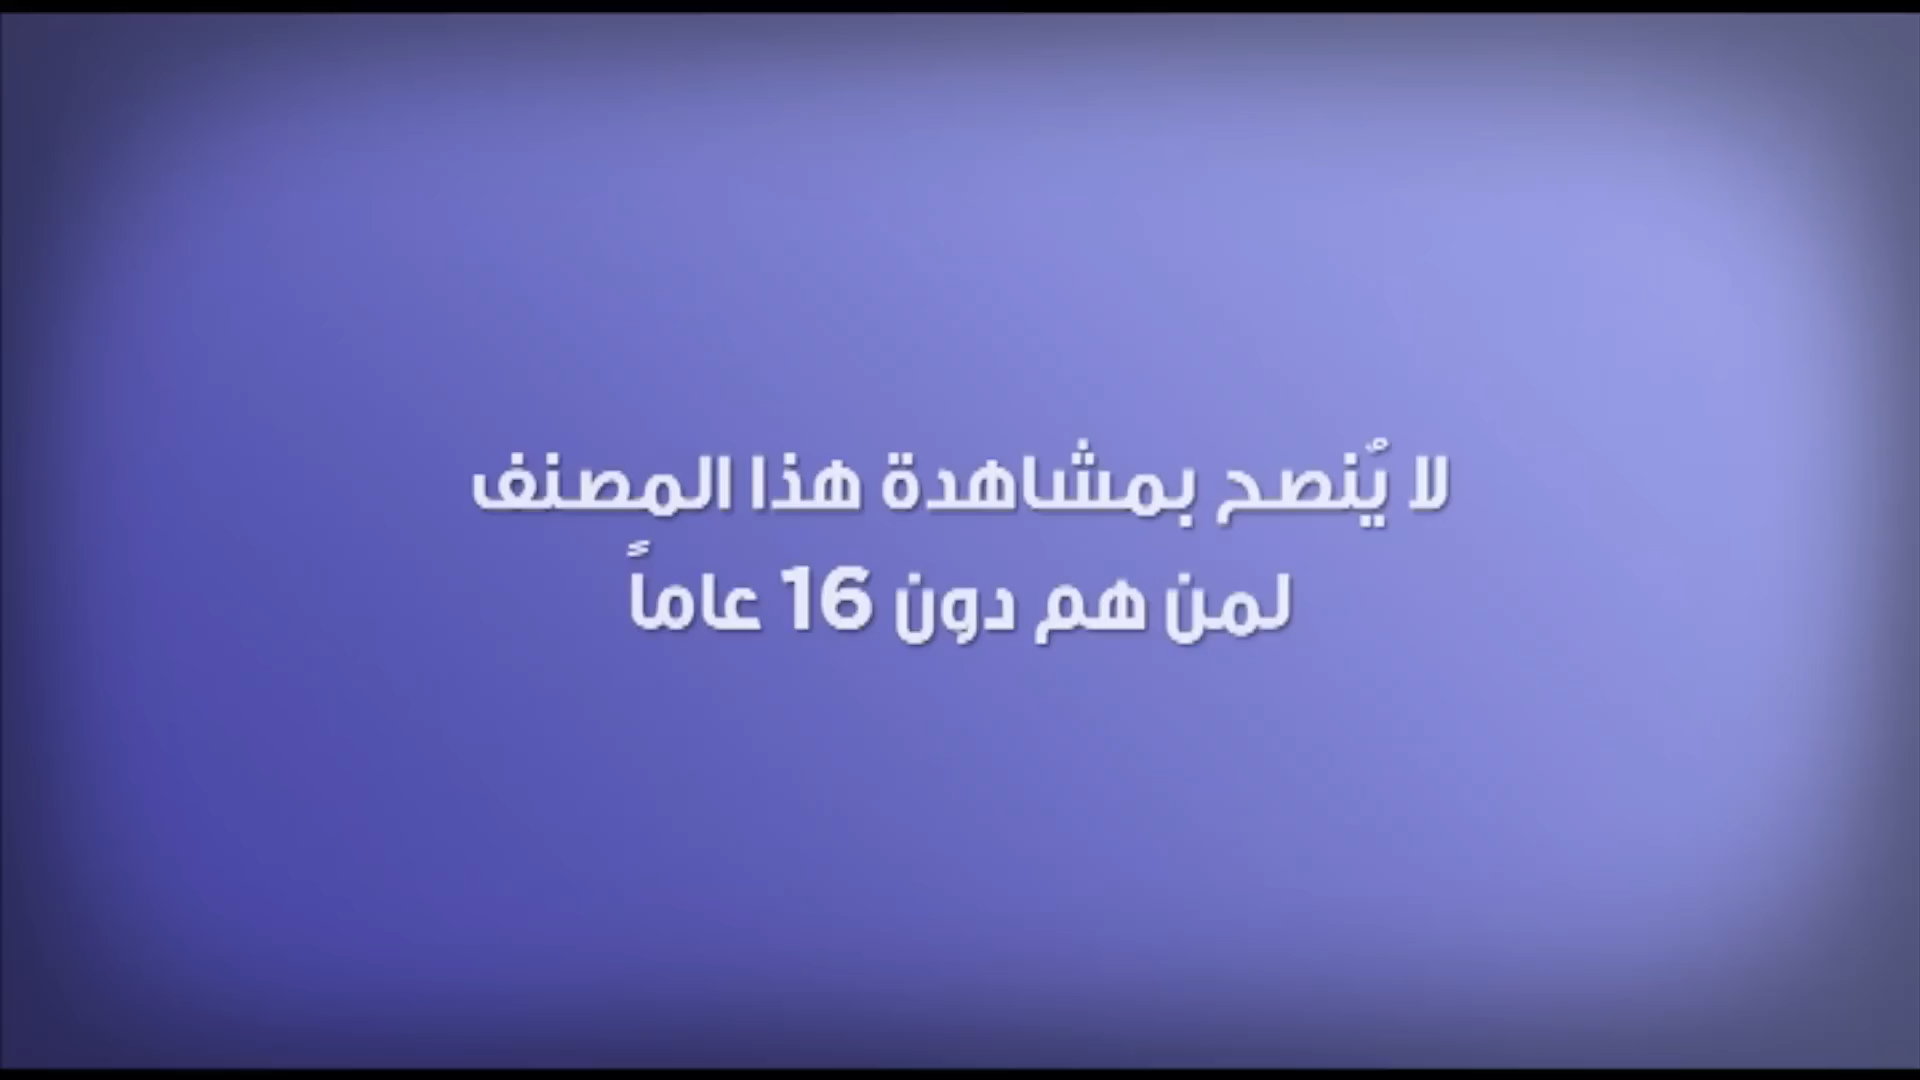 لا يُنصح بمشاهدة هذا المصنف
لمن هم دون 16 عاماً